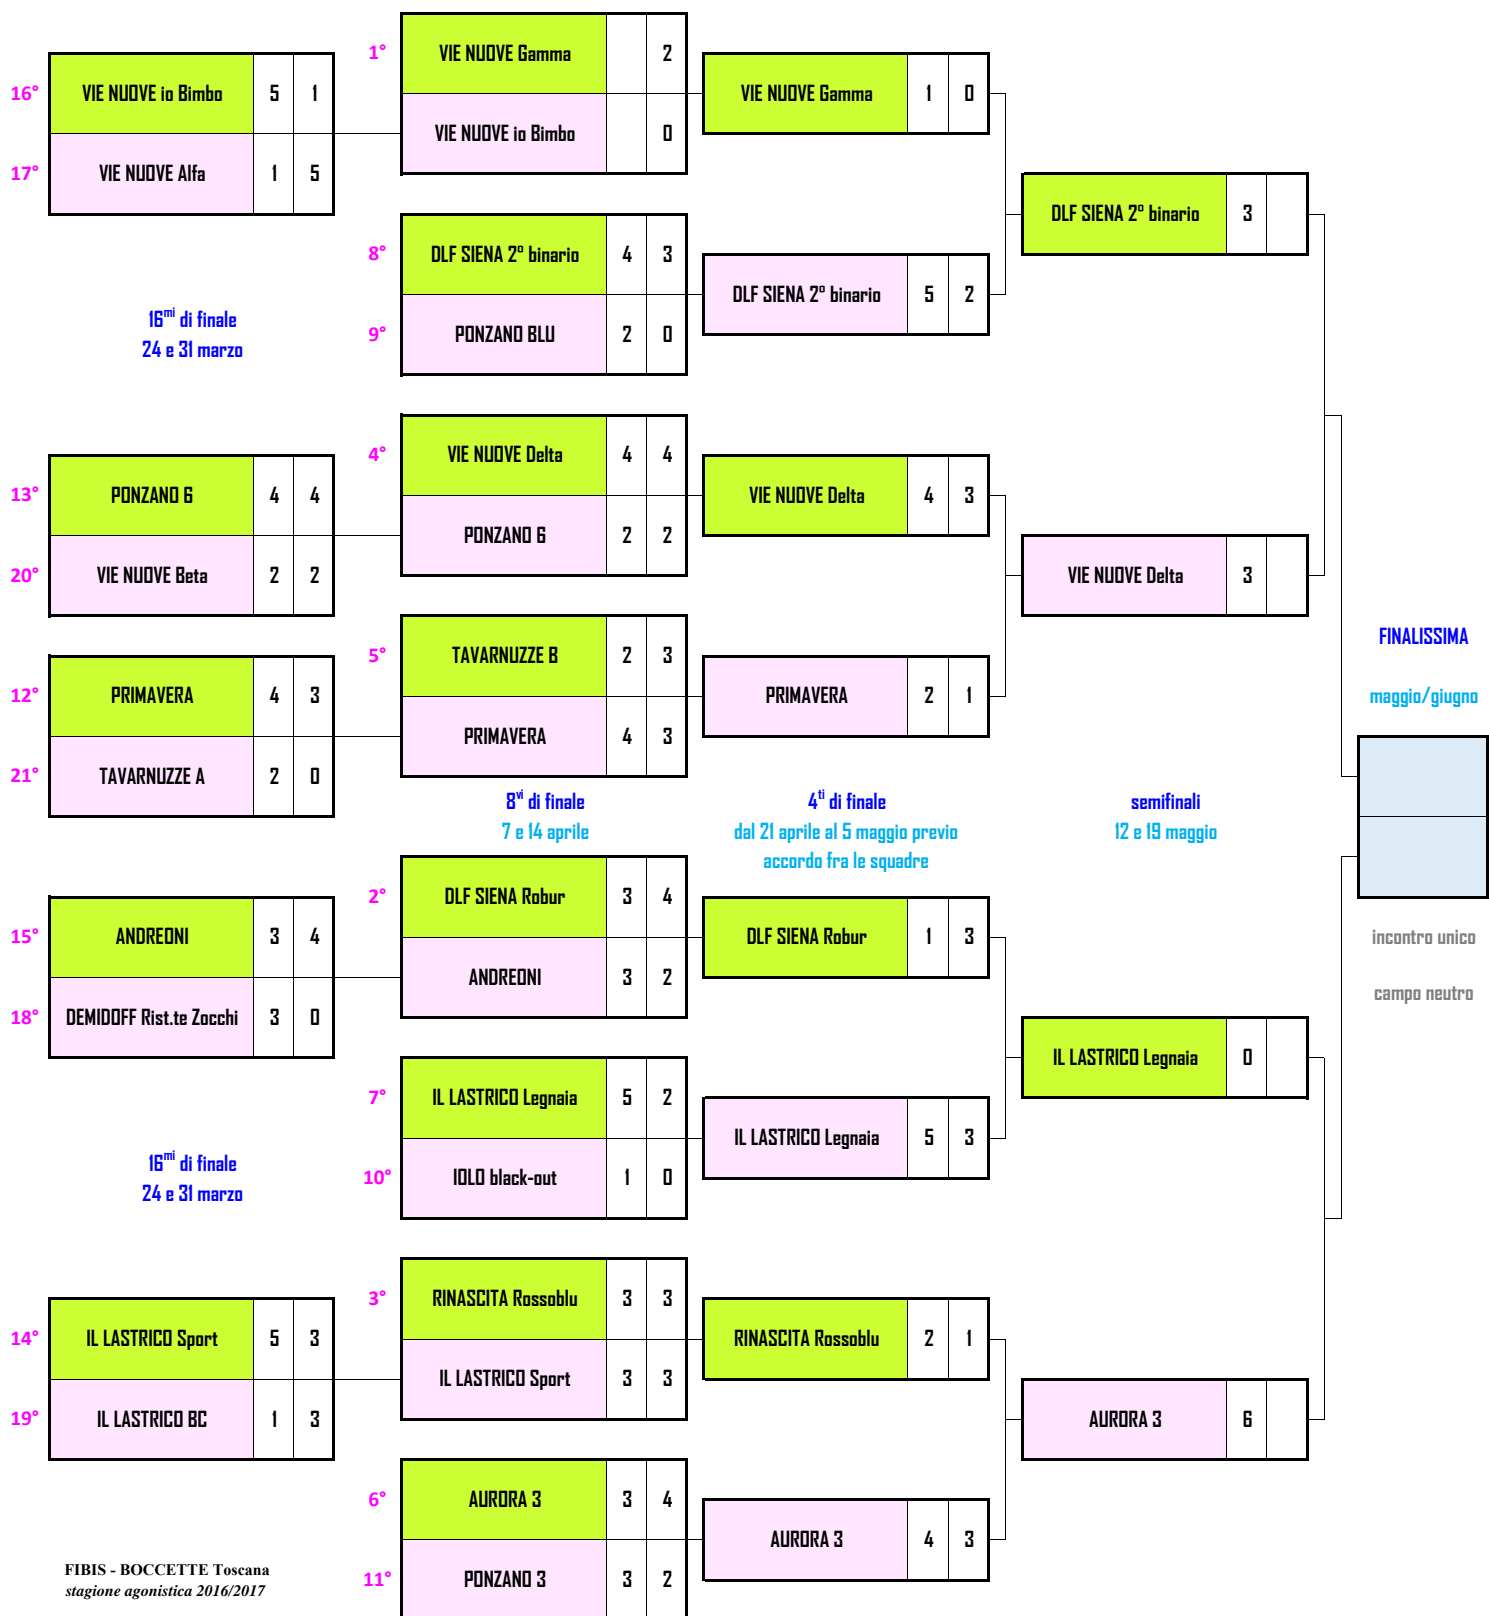 1° VIE NUOVE Gamma 2
16° VIE NUOVE io Bimbo 5 1
VIE NUOVE Gamma 1 0
VIE NUOVE io Bimbo 0
17° VIE NUOVE Alfa 1 5
DLF SIENA 2° binario 3
8° DLF SIENA 2° binario 4 3
DLF SIENA 2° binario 5 2
16mi di finale
24 e 31 marzo
9° PONZANO BLU 2 0
4° VIE NUOVE Delta 4 4
13° PONZANO 6 4 4
VIE NUOVE Delta 4 3
PONZANO 6 2 2
20° VIE NUOVE Beta 2 2
VIE NUOVE Delta 3
5° TAVARNUZZE B 2 3
FINALISSIMA
12° PRIMAVERA 4 3
PRIMAVERA 2 1
maggio/giugno
PRIMAVERA 4 3
21° TAVARNUZZE A 2 0
8vi di finale
7 e 14 aprile
4ti di finale
dal 21 aprile al 5 maggio previo
accordo fra le squadre
semifinali
12 e 19 maggio
2° DLF SIENA Robur 3 4
15° ANDREONI 3 4
DLF SIENA Robur 1 3
incontro unico
ANDREONI 3 2
campo neutro
18° DEMIDOFF Rist.te Zocchi 3 0
IL LASTRICO Legnaia 0
7° IL LASTRICO Legnaia 5 2
IL LASTRICO Legnaia 5 3
16mi di finale
24 e 31 marzo
10° IOLO black-out 1 0
3° RINASCITA Rossoblu 3 3
14° IL LASTRICO Sport 5 3
RINASCITA Rossoblu 2 1
IL LASTRICO Sport 3 3
19° IL LASTRICO BC 1 3
AURORA 3 6
6° AURORA 3 3 4
AURORA 3 4 3
11° PONZANO 3 3 2
FIBIS - BOCCETTE Toscana
stagione agonistica 2016/2017